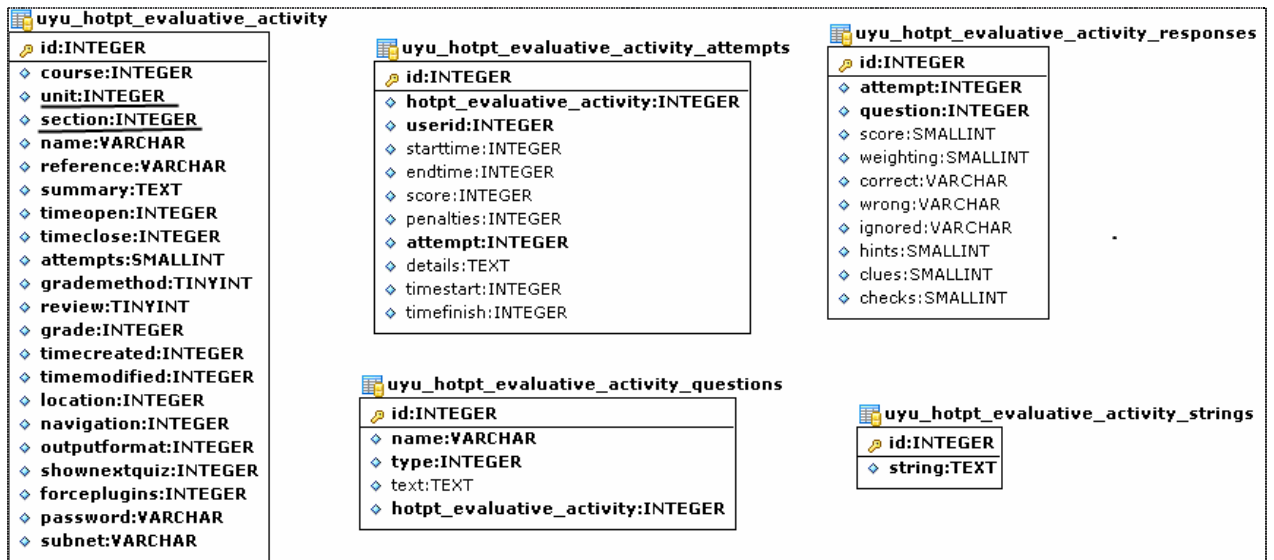 uyu_hotpt_evaluative_activity
id:INTEGER
course:INTEGER
unit:INTEGER
section:INTEGER
name:VARCHAR
reference:VARCHAR
summary:TEXT
timeopen:INTEGER
timeclose:INTEGER
attempts:SMALLINT
grademethod:TINYINT
review:TINYINT
grade:INTEGER
timecreated:INTEGER
timemodified:INTEGER
location:INTEGER
navigation:INTEGER
outputformat:INTEGER
shownextquiz:INTEGER
forceplugins:INTEGER
password:VARCHAR
subnet:VARCHAR
uyu_hotpt_evaluative_activity_attempts
id:INTEGER
hotpt_evaluative_activity:INTEGER
userid:INTEGER
starttime:INTEGER
endtime:INTEGER
score:INTEGER
penalties:INTEGER
attempt:INTEGER
details:TEXT
timestart:INTEGER
timefinish:INTEGER
uyu_hotpt_evaluative_activity_questions
id:INTEGER
name:VARCHAR
type:INTEGER
text:TEXT
hotpt_evaluative_activity:INTEGER
uyu_hotpt_evaluative_activity_responses
id:INTEGER
attempt:INTEGER
question:INTEGER
score:SMALLINT
weighting:SMALLINT
correct:VARCHAR
wrong:VARCHAR
ignored:VARCHAR
hints:SMALLINT
clues:SMALLINT
checks:SMALLINT
uyu_hotpt_evaluative_activity_strings
id:INTEGER
string:TEXT